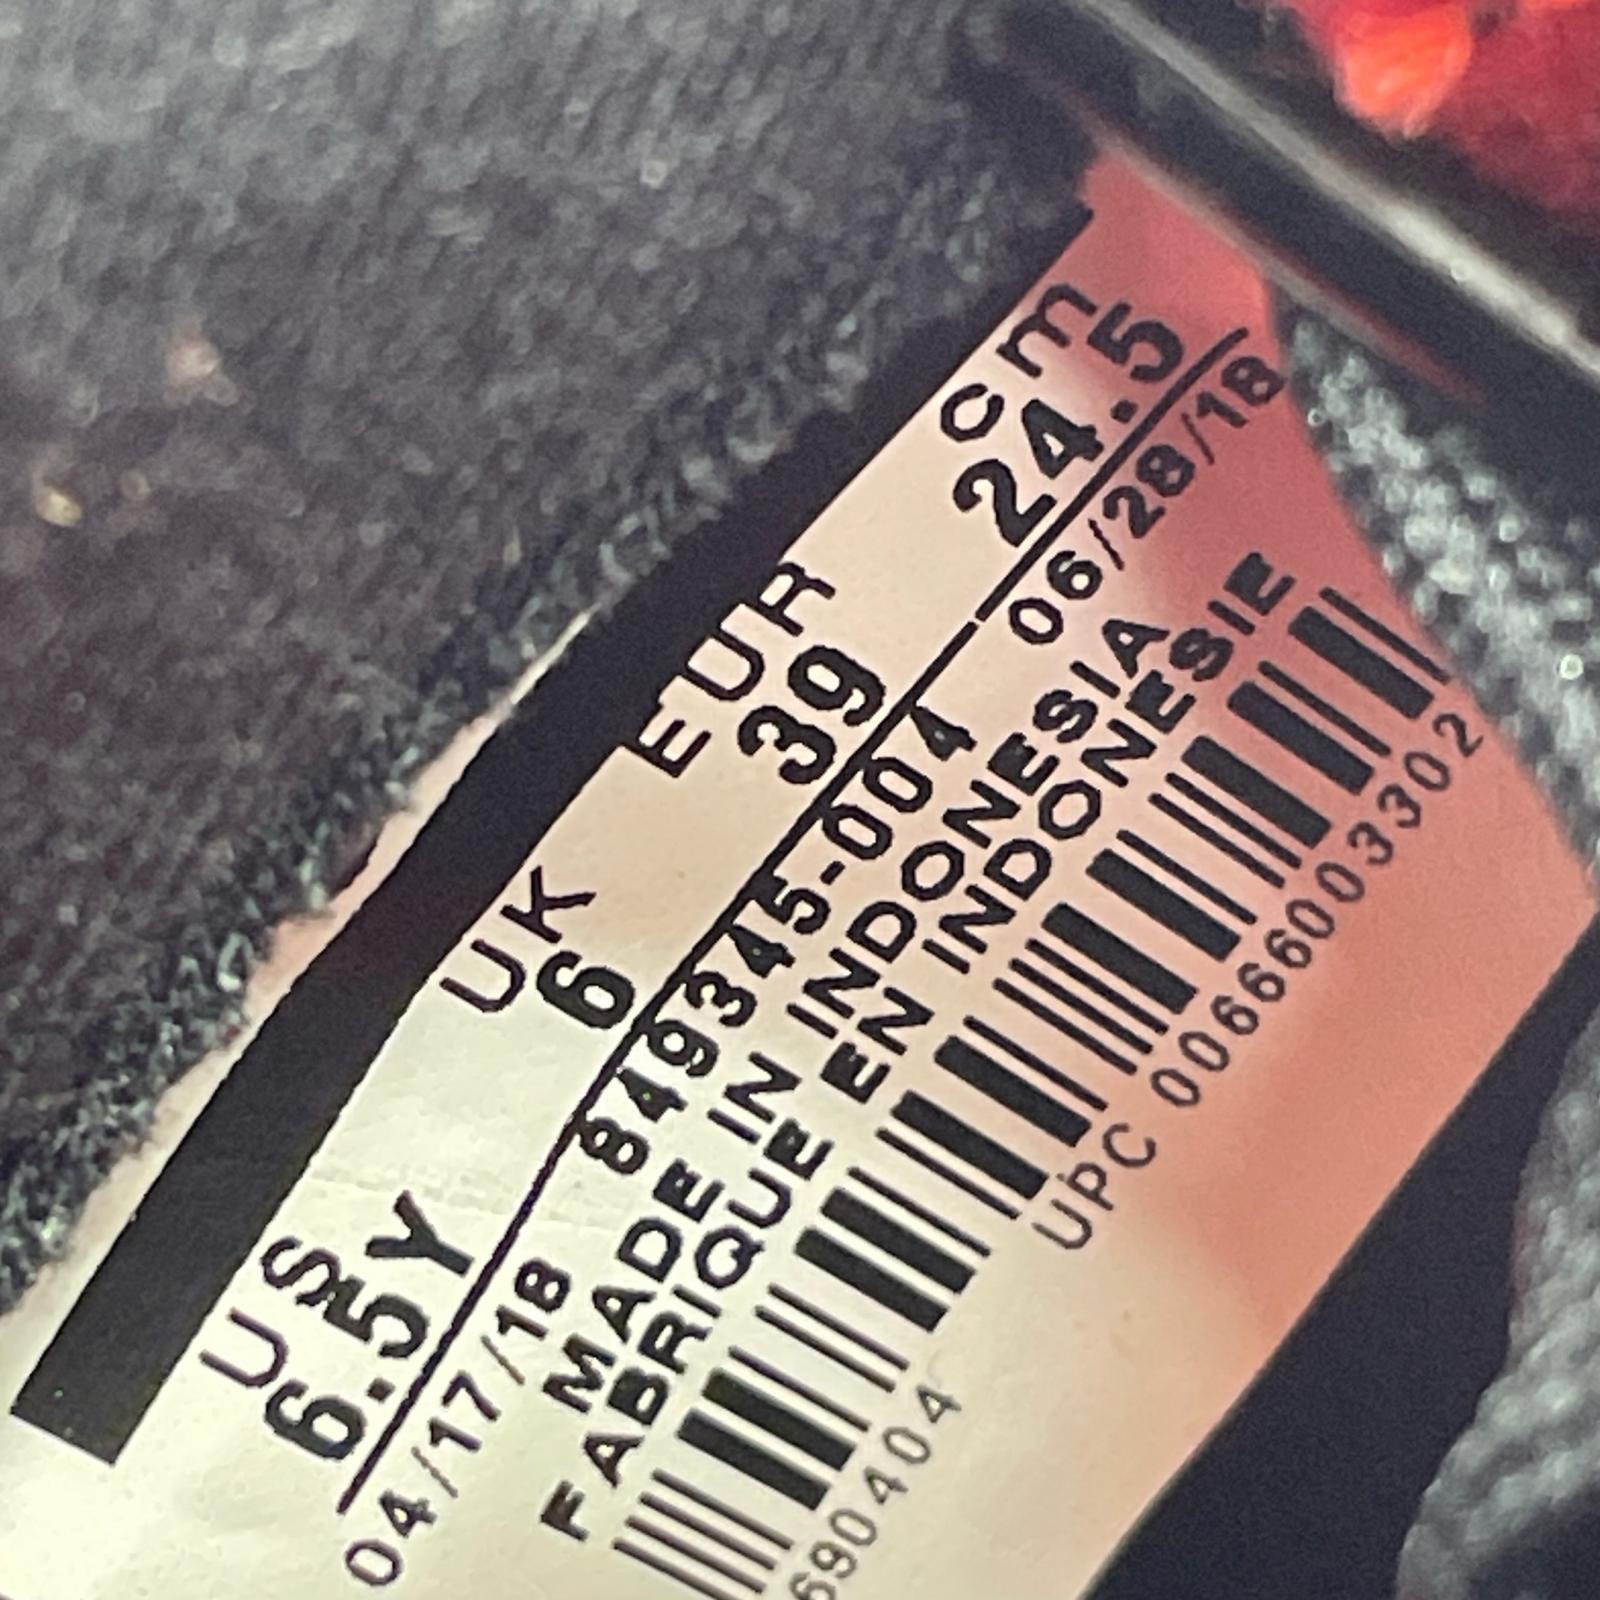 US UK EUR cm
6.5Y 6 39 24.5
04/17/18 849345-004 06/28/18
MADE IN INDONESIA
FABRIQUE EN INDONESIE
690404 UPC 00666003302